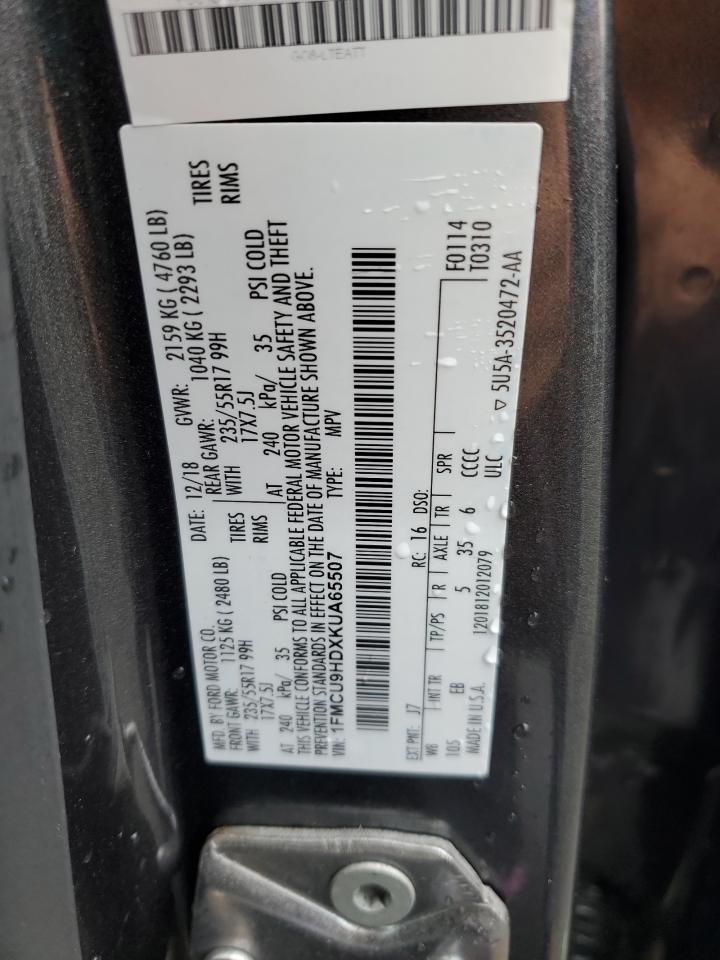 G08-LTEATT
MFD. BY FORD MOTOR CO.
DATE: 12/18 GVWR: 2159 KG ( 4760 LB)
FRONT GAWR: 1125 KG ( 2480 LB) REAR GAWR: 1040 KG ( 2293 LB)
WITH 235/55R17 99H TIRES WITH 235/55R17 99H TIRES
17X7.5J RIMS 17X7.5J RIMS
AT 240 kPa/ 35 PSI COLD AT 240 kPa/ 35 PSI COLD
THIS VEHICLE CONFORMS TO ALL APPLICABLE FEDERAL MOTOR VEHICLE SAFETY AND THEFT
PREVENTION STANDARDS IN EFFECT ON THE DATE OF MANUFACTURE SHOWN ABOVE.
VIN: 1FMCU9HDXKUA65507 TYPE: MPV
EXT PNT: J7 RC: 16 DSO: F0114
WB INT TR TP/PS R AXLE TR SPR T0310
105 EB 5 35 6 CCCC
MADE IN U.S.A. 1201812012079 ULC ▽ 5U5A-3520472-AA